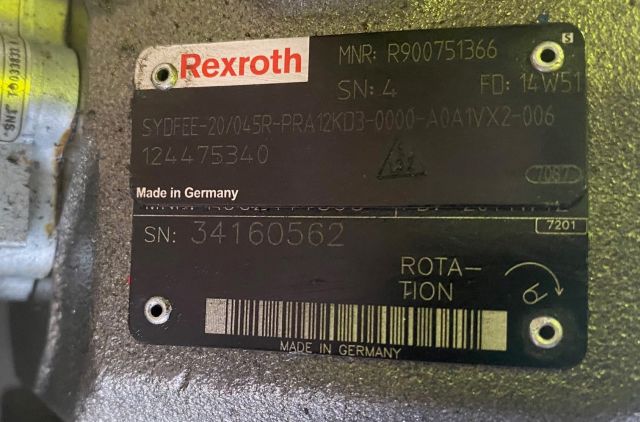 Rexroth
MNR: R900751366
SN: 4 FD: 14W51
SYDFEE-20/045R-PRA12KD3-0000-A0A1VX2-006
124475340
7087
Made in Germany
7201
SN: 34160562
ROTA-
TION
MADE IN GERMANY
S